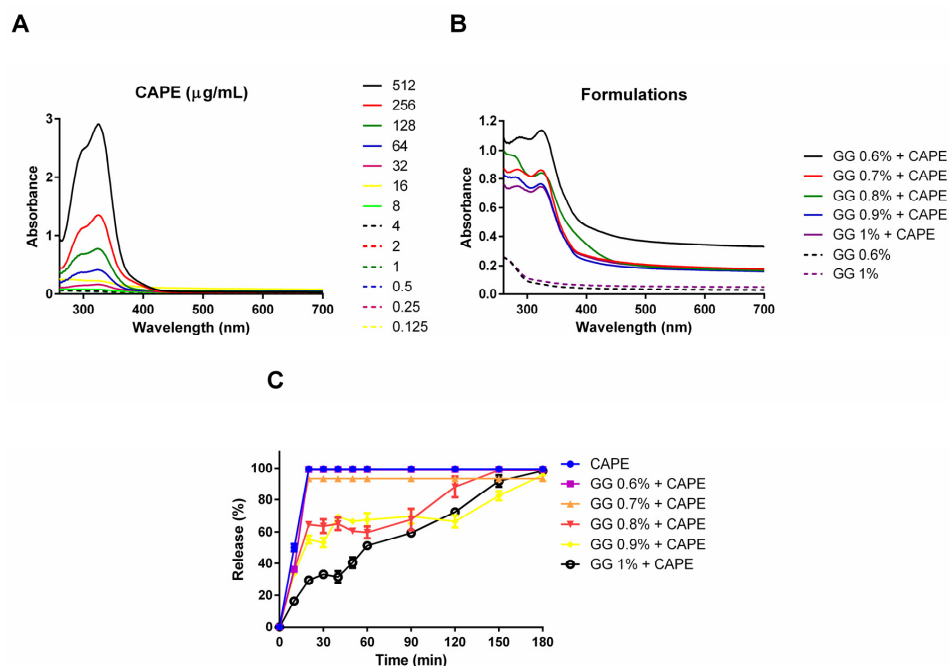 A
B
CAPE (µg/mL)
3
2
1
0
Absorbance
300 400 500 600 700
Wavelength (nm)
512
256
128
64
32
16
8
4
2
1
0.5
0.25
0.125
Formulations
1.2
1.0
0.8
0.6
0.4
0.2
0.0
Absorbance
300 400 500 600 700
Wavelength (nm)
GG 0.6% + CAPE
GG 0.7% + CAPE
GG 0.8% + CAPE
GG 0.9% + CAPE
GG 1% + CAPE
GG 0.6%
GG 1%
C
100
80
60
40
20
0
Release (%)
0 30 60 90 120 150 180
Time (min)
CAPE
GG 0.6% + CAPE
GG 0.7% + CAPE
GG 0.8% + CAPE
GG 0.9% + CAPE
GG 1% + CAPE